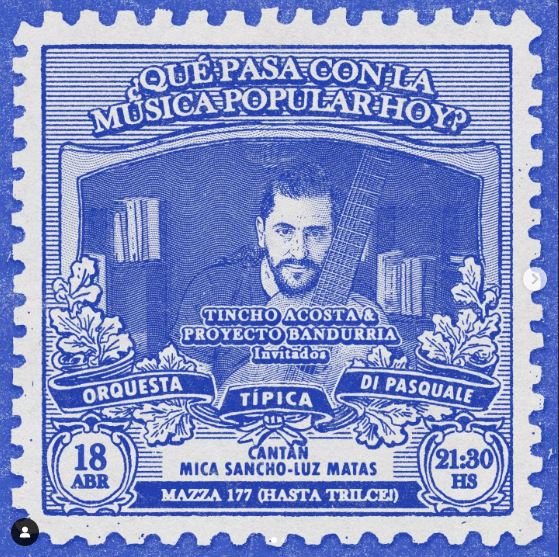 ¿QUÉ PASA CON LA
MÚSICA POPULAR HOY?
TINCHO ACOSTA &
PROYECTO BANDURRIA
Invitados
ORQUESTA
TÍPICA
DI PASQUALE
CANTAN
MICA SANCHO-LUZ MATAS
18
ABR
21:30
HS
MAZZA 177 (HASTA TRILCE!)